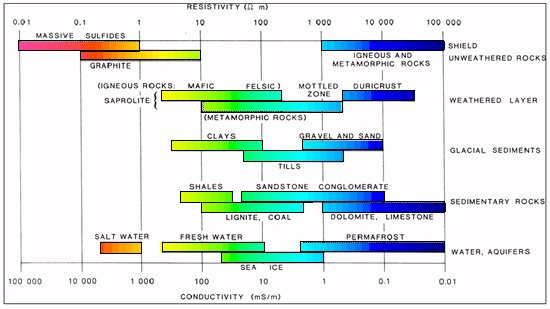 RESISTIVITY (Ω m)
0.01 0.1 1 10 100 1 000 10 000 100 000
MASSIVE SULFIDES
SHIELD
IGNEOUS AND
METAMORPHIC ROCKS
UNWEATHERED ROCKS
GRAPHITE
(IGNEOUS ROCKS: MAFIC FELSIC) MOTTLED
ZONE DURICRUST
SAPROLITE
WEATHERED LAYER
(METAMORPHIC ROCKS)
CLAYS GRAVEL AND SAND
GLACIAL SEDIMENTS
TILLS
SHALES SANDSTONE CONGLOMERATE
SEDIMENTARY ROCKS
LIGNITE, COAL DOLOMITE, LIMESTONE
SALT WATER FRESH WATER PERMAFROST
WATER, AQUIFERS
SEA ICE
100 000 1 000 100 10 1 0.1 0.01
CONDUCTIVITY (mS/m)